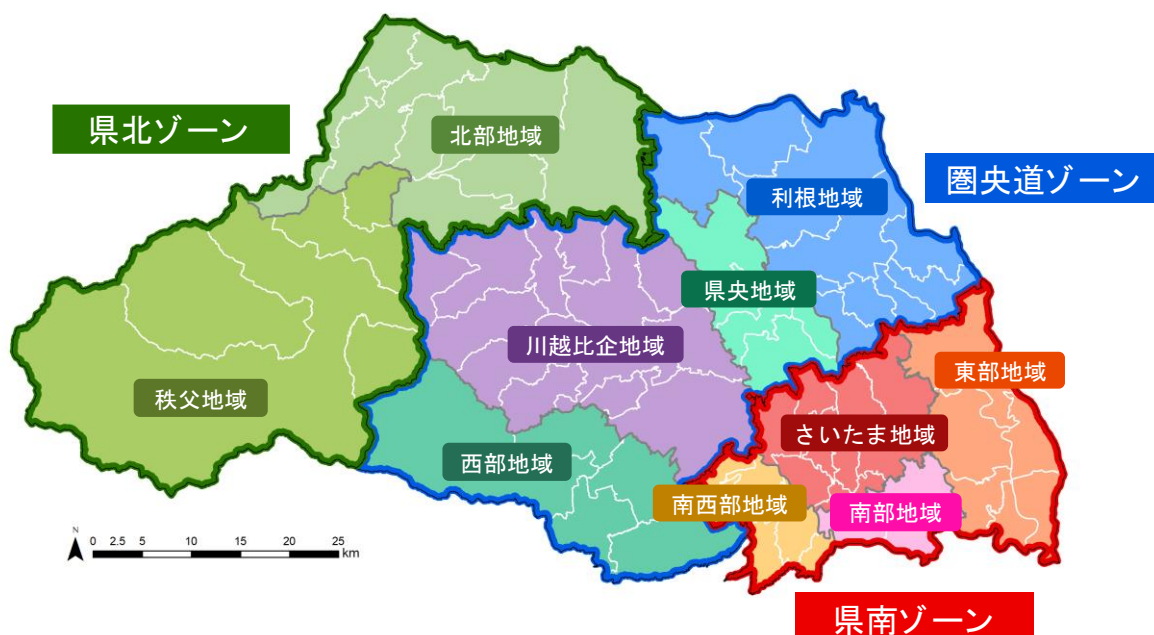 県北ゾーン
北部地域
圏央道ゾーン
利根地域
県央地域
川越比企地域
東部地域
秩父地域
さいたま地域
西部地域
南西部地域
南部地域
N
0 2.5 5 10 15 20 25
km
県南ゾーン